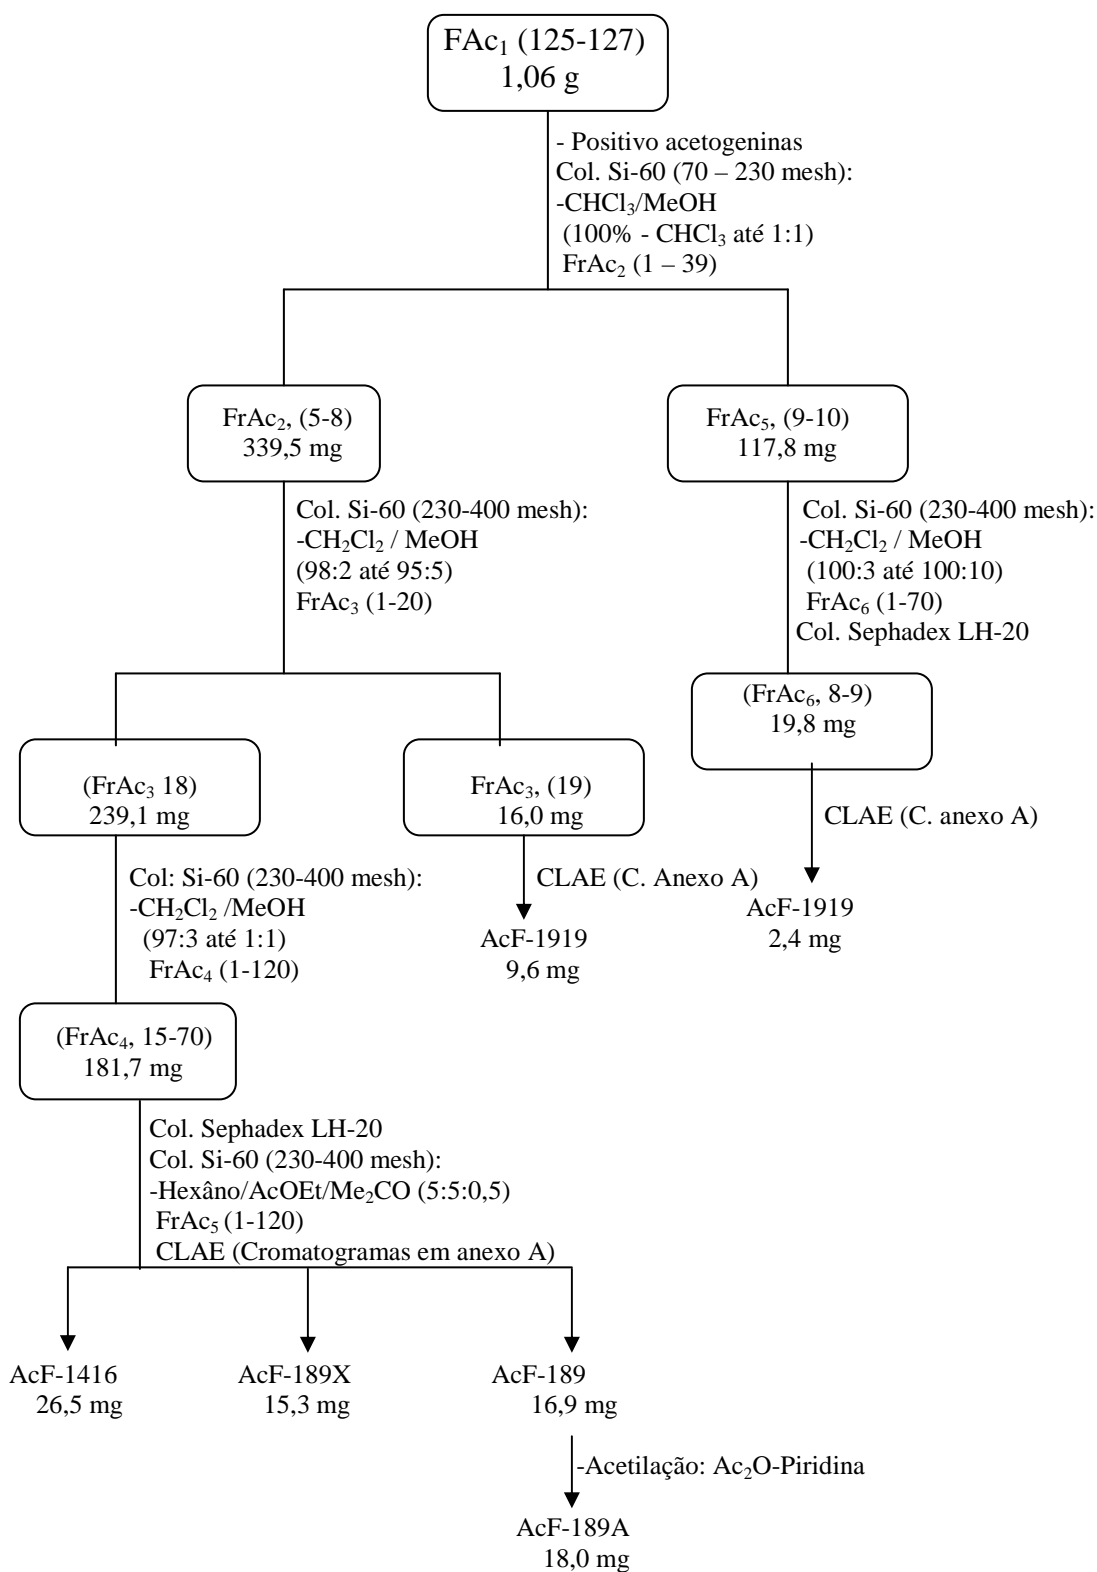 FAc₁ (125-127)
1,06 g
- Positivo acetogeninas
Col. Si-60 (70 – 230 mesh):
-CHCl₃/MeOH
(100% - CHCl₃ até 1:1)
FrAc₂ (1 – 39)
FrAc₂, (5-8)
339,5 mg
FrAc₅, (9-10)
117,8 mg
Col. Si-60 (230-400 mesh):
-CH₂Cl₂ / MeOH
(98:2 até 95:5)
FrAc₃ (1-20)
Col. Si-60 (230-400 mesh):
-CH₂Cl₂ / MeOH
(100:3 até 100:10)
FrAc₆ (1-70)
Col. Sephadex LH-20
(FrAc₃ 18)
239,1 mg
FrAc₃, (19)
16,0 mg
(FrAc₆, 8-9)
19,8 mg
Col: Si-60 (230-400 mesh):
-CH₂Cl₂ /MeOH
(97:3 até 1:1)
FrAc₄ (1-120)
CLAE (C. Anexo A)
AcF-1919
9,6 mg
CLAE (C. anexo A)
AcF-1919
2,4 mg
(FrAc₄, 15-70)
181,7 mg
Col. Sephadex LH-20
Col. Si-60 (230-400 mesh):
-Hexâno/AcOEt/Me₂CO (5:5:0,5)
FrAc₅ (1-120)
CLAE (Cromatogramas em anexo A)
AcF-1416
26,5 mg
AcF-189X
15,3 mg
AcF-189
16,9 mg
-Acetilação: Ac₂O-Piridina
AcF-189A
18,0 mg